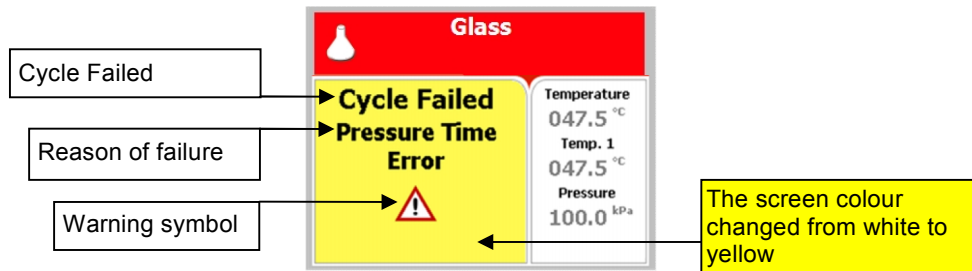 Glass
Cycle Failed
Reason of failure
Warning symbol
Cycle Failed
Pressure Time
Error
Temperature
047.5 °C
Temp. 1
047.5 °C
Pressure
100.0 kPa
The screen colour
changed from white to
yellow